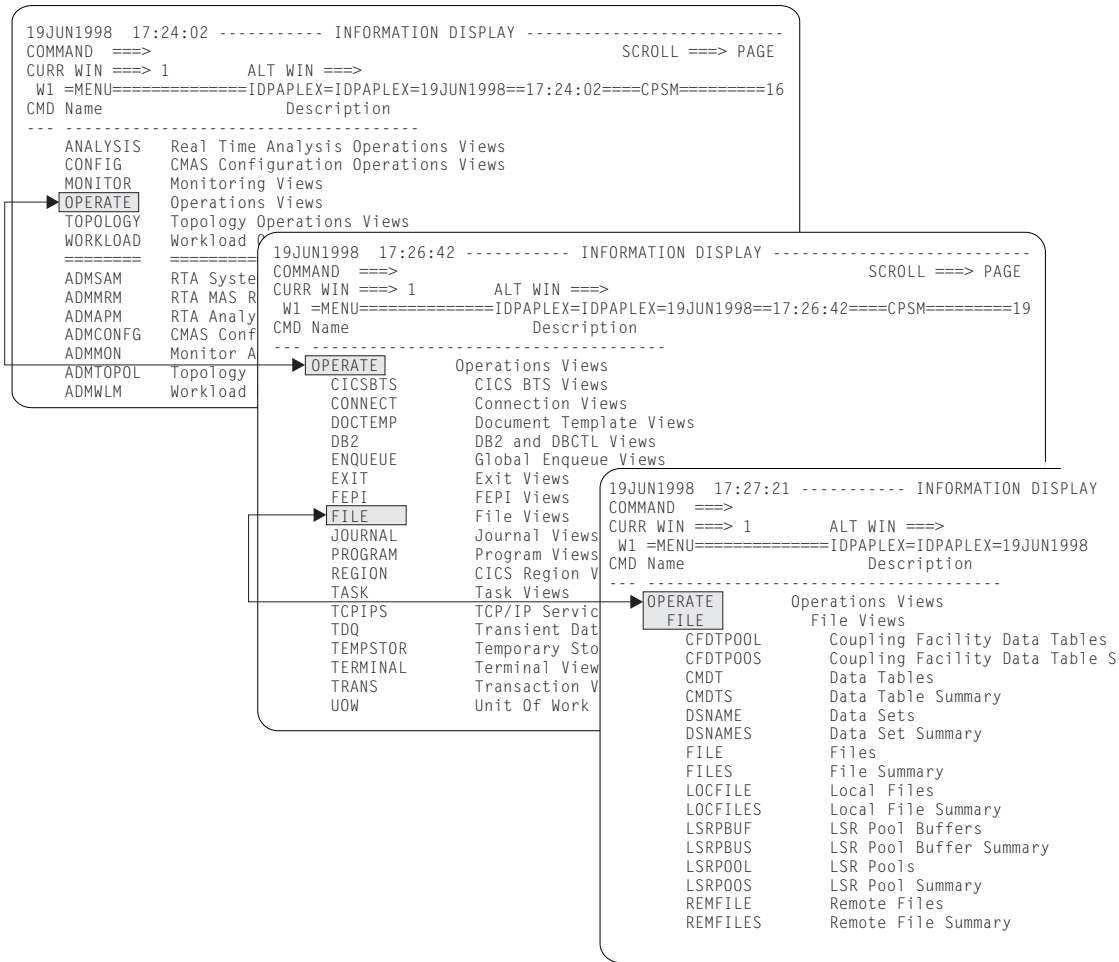 19JUN1998  17:24:02 ----------- INFORMATION DISPLAY ---------------------------
COMMAND  ===>                                                 SCROLL ===> PAGE
CURR WIN ===> 1        ALT WIN ===>
 W1 =MENU==============IDPAPLEX=IDPAPLEX=19JUN1998==17:24:02====CPSM=========16
CMD Name                   Description
--- -------------------------------------
    ANALYSIS   Real Time Analysis Operations Views
    CONFIG     CMAS Configuration Operations Views
    MONITOR    Monitoring Views
    OPERATE    Operations Views
    TOPOLOGY   Topology Operations Views
    WORKLOAD   Workload
    ========   =========
    ADMSAM     RTA Syste
    ADMMRM     RTA MAS R
    ADMAPM     RTA Analy
    ADMCONFG   CMAS Conf
    ADMMON     Monitor A
    ADMTOPOL   Topology
    ADMWLM     Workload
19JUN1998  17:26:42 ----------- INFORMATION DISPLAY ---------------------------
COMMAND  ===>                                                 SCROLL ===> PAGE
CURR WIN ===> 1        ALT WIN ===>
 W1 =MENU==============IDPAPLEX=IDPAPLEX=19JUN1998==17:26:42====CPSM=========19
CMD Name                   Description
--- -------------------------------------
    OPERATE        Operations Views
      CICSBTS        CICS BTS Views
      CONNECT        Connection Views
      DOCTEMP        Document Template Views
      DB2            DB2 and DBCTL Views
      ENQUEUE        Global Enqueue Views
      EXIT           Exit Views
      FEPI           FEPI Views
      FILE           File Views
      JOURNAL        Journal Views
      PROGRAM        Program Views
      REGION         CICS Region V
      TASK           Task Views
      TCPIPS         TCP/IP Servic
      TDQ            Transient Dat
      TEMPSTOR       Temporary Sto
      TERMINAL       Terminal View
      TRANS          Transaction V
      UOW            Unit Of Work
19JUN1998  17:27:21 ----------- INFORMATION DISPLAY
COMMAND  ===>
CURR WIN ===> 1        ALT WIN ===>
 W1 =MENU==============IDPAPLEX=IDPAPLEX=19JUN1998
CMD Name                   Description
--- -------------------------------------
    OPERATE        Operations Views
      FILE           File Views
        CFDTPOOL       Coupling Facility Data Tables
        CFDTPOOS       Coupling Facility Data Table S
        CMDT           Data Tables
        CMDTS          Data Table Summary
        DSNAME         Data Sets
        DSNAMES        Data Set Summary
        FILE           Files
        FILES          File Summary
        LOCFILE        Local Files
        LOCFILES       Local File Summary
        LSRPBUF        LSR Pool Buffers
        LSRPBUS        LSR Pool Buffer Summary
        LSRPOOL        LSR Pools
        LSRPOOS        LSR Pool Summary
        REMFILE        Remote Files
        REMFILES       Remote File Summary